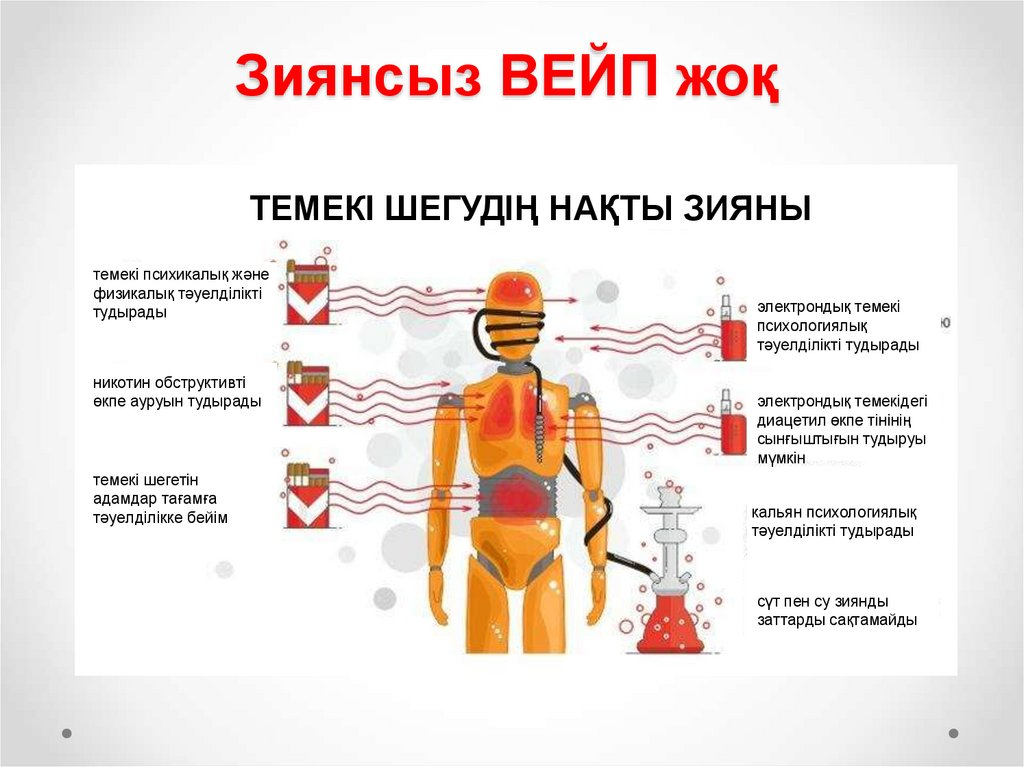 Зиянсыз ВЕЙП жоқ
ТЕМЕКІ ШЕГУДІҢ НАҚТЫ ЗИЯНЫ
темекі психикалық және
физикалық тәуелділікті
тудырады
никотин обструктивті
өкпе ауруын тудырады
темекі шегетін
адамдар тағамға
тәуелділікке бейім
электрондық темекі
психологиялық
тәуелділікті тудырады
ю
электрондық темекідегі
диацетил өкпе тінінің
сынғыштығын тудыруы
мүмкін
кальян психологиялық
тәуелділікті тудырады
сүт пен су зиянды
заттарды сақтамайды